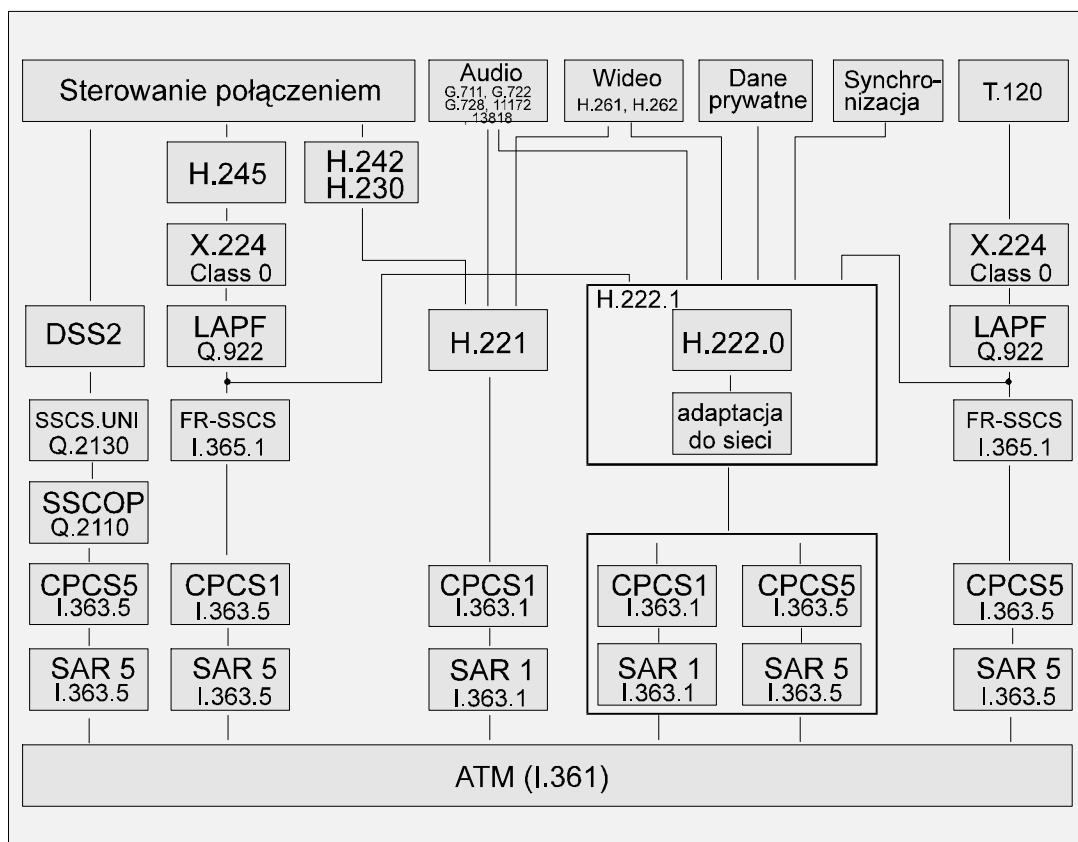 Sterowanie połączeniem
Audio
G.711, G.722
G.728, 11172
, 13818
Wideo
H.261, H.262
Dane
prywatne
Synchro-
nizacja
T.120
H.245
H.242
H.230
X.224
Class 0
X.224
Class 0
DSS2
LAPF
Q.922
H.221
H.222.1
H.222.0
LAPF
Q.922
SSCS.UNI
Q.2130
FR-SSCS
I.365.1
adaptacja
do sieci
FR-SSCS
I.365.1
SSCOP
Q.2110
CPCS5
I.363.5
CPCS1
I.363.5
CPCS1
I.363.1
CPCS1
I.363.1
CPCS5
I.363.5
CPCS5
I.363.5
SAR 5
I.363.5
SAR 5
I.363.5
SAR 1
I.363.1
SAR 1
I.363.1
SAR 5
I.363.5
SAR 5
I.363.5
ATM (I.361)